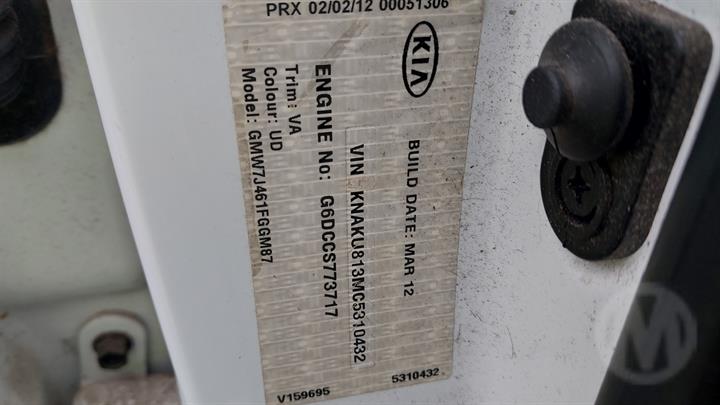 PRX 02/02/12 00051306
KIA
BUILD DATE: MAR 12
VIN KNAKU813MC5310432
ENGINE No: G6DCCS773717
Trim: VA
Colour: UD
Model: GMW7J461FGGM87
V159695 5310432
M